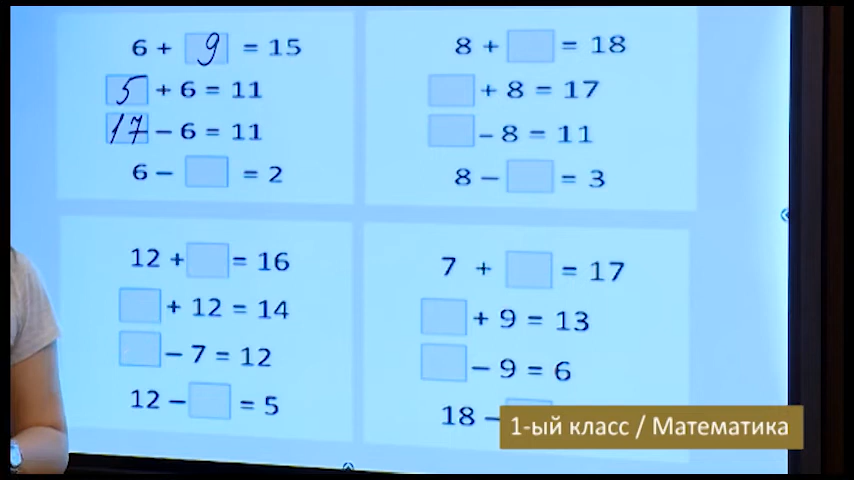 6 + 9 = 15
5 + 6 = 11
17 - 6 = 11
6 - □ = 2
8 + □ = 18
□ + 8 = 17
□ - 8 = 11
8 - □ = 3
12 + □ = 16
□ + 12 = 14
□ - 7 = 12
12 - □ = 5
7 + □ = 17
□ + 9 = 13
□ - 9 = 6
18 -
1-ый класс / Математика